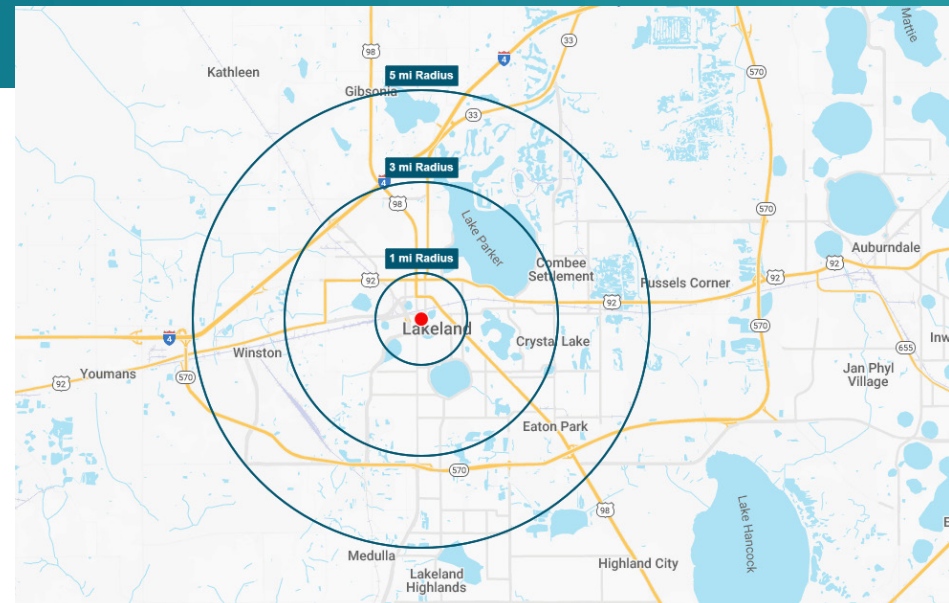 Mattie
33
98
4
Kathleen
570
5 mi Radius
Gibsonia
33
3 mi Radius
4
98
570
Lake Parker
Auburndale
1 mi Radius
Combee
Settlement
92
92
92
Fussels Corner
92
Lakeland
570
Crystal Lake
4
655
Winston
Youmans
570
92
Jan Phyl
Village
Eaton Park
570
98
Lake Hancock
Medulla
Highland City
Lakeland
Highlands